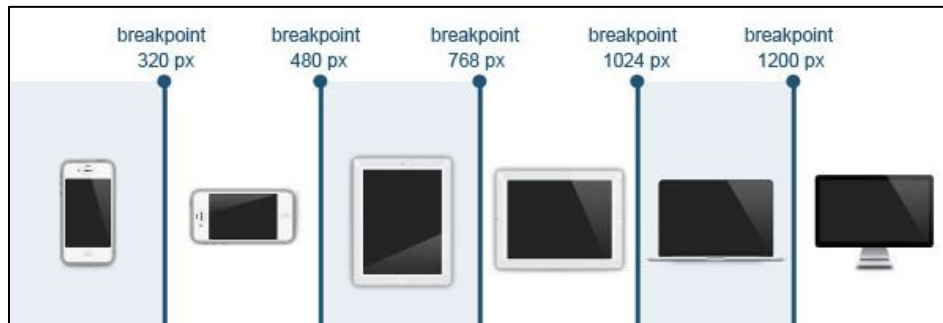 breakpoint
320 px
breakpoint
480 px
breakpoint
768 px
breakpoint
1024 px
breakpoint
1200 px